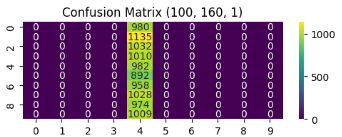 Confusion Matrix (100, 160, 1)
0 0 0 0 0 980 0 0 0 0 0
0 0 0 0 1135 0 0 0 0 0
2 0 0 0 0 1032 0 0 0 0 0
0 0 0 0 1010 0 0 0 0 0
4 0 0 0 0 982 0 0 0 0 0
0 0 0 0 892 0 0 0 0 0
6 0 0 0 0 958 0 0 0 0 0
0 0 0 0 1028 0 0 0 0 0
8 0 0 0 0 974 0 0 0 0 0
0 0 0 0 1009 0 0 0 0 0
0 1 2 3 4 5 6 7 8 9
1000
500
0